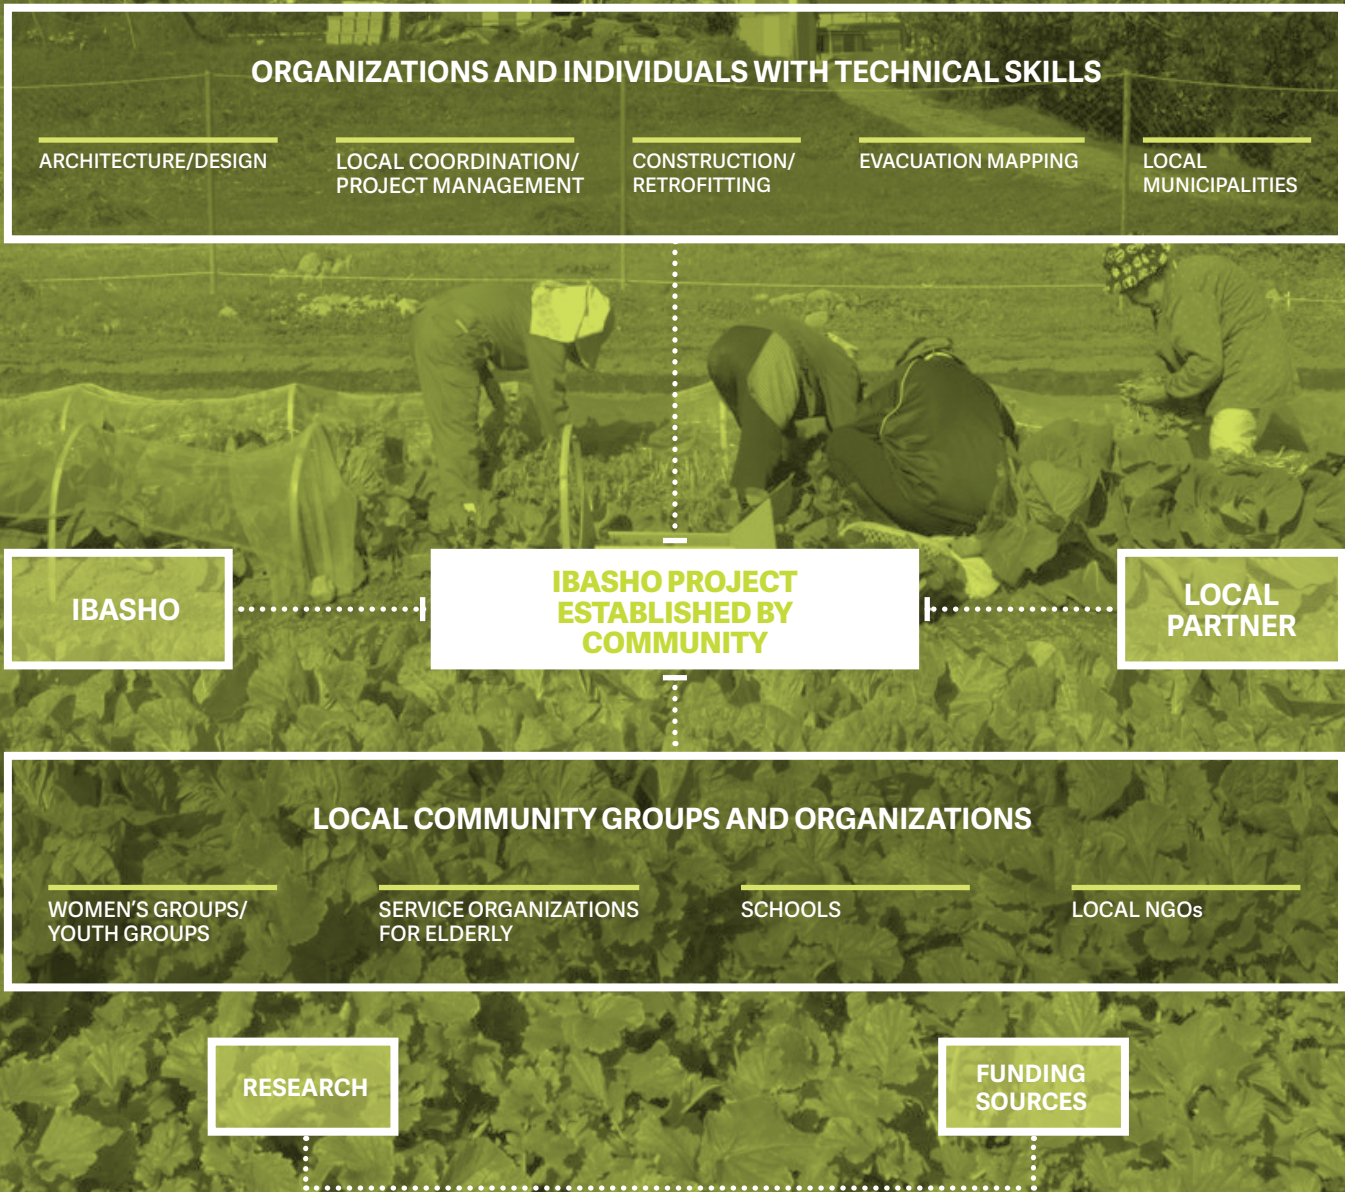 ORGANIZATIONS AND INDIVIDUALS WITH TECHNICAL SKILLS
ARCHITECTURE/DESIGN
LOCAL COORDINATION/
PROJECT MANAGEMENT
CONSTRUCTION/
RETROFITTING
EVACUATION MAPPING
LOCAL
MUNICIPALITIES
IBASHO
IBASHO PROJECT
ESTABLISHED BY
COMMUNITY
LOCAL
PARTNER
LOCAL COMMUNITY GROUPS AND ORGANIZATIONS
WOMEN'S GROUPS/
YOUTH GROUPS
SERVICE ORGANIZATIONS
FOR ELDERLY
SCHOOLS
LOCAL NGOs
RESEARCH
FUNDING
SOURCES